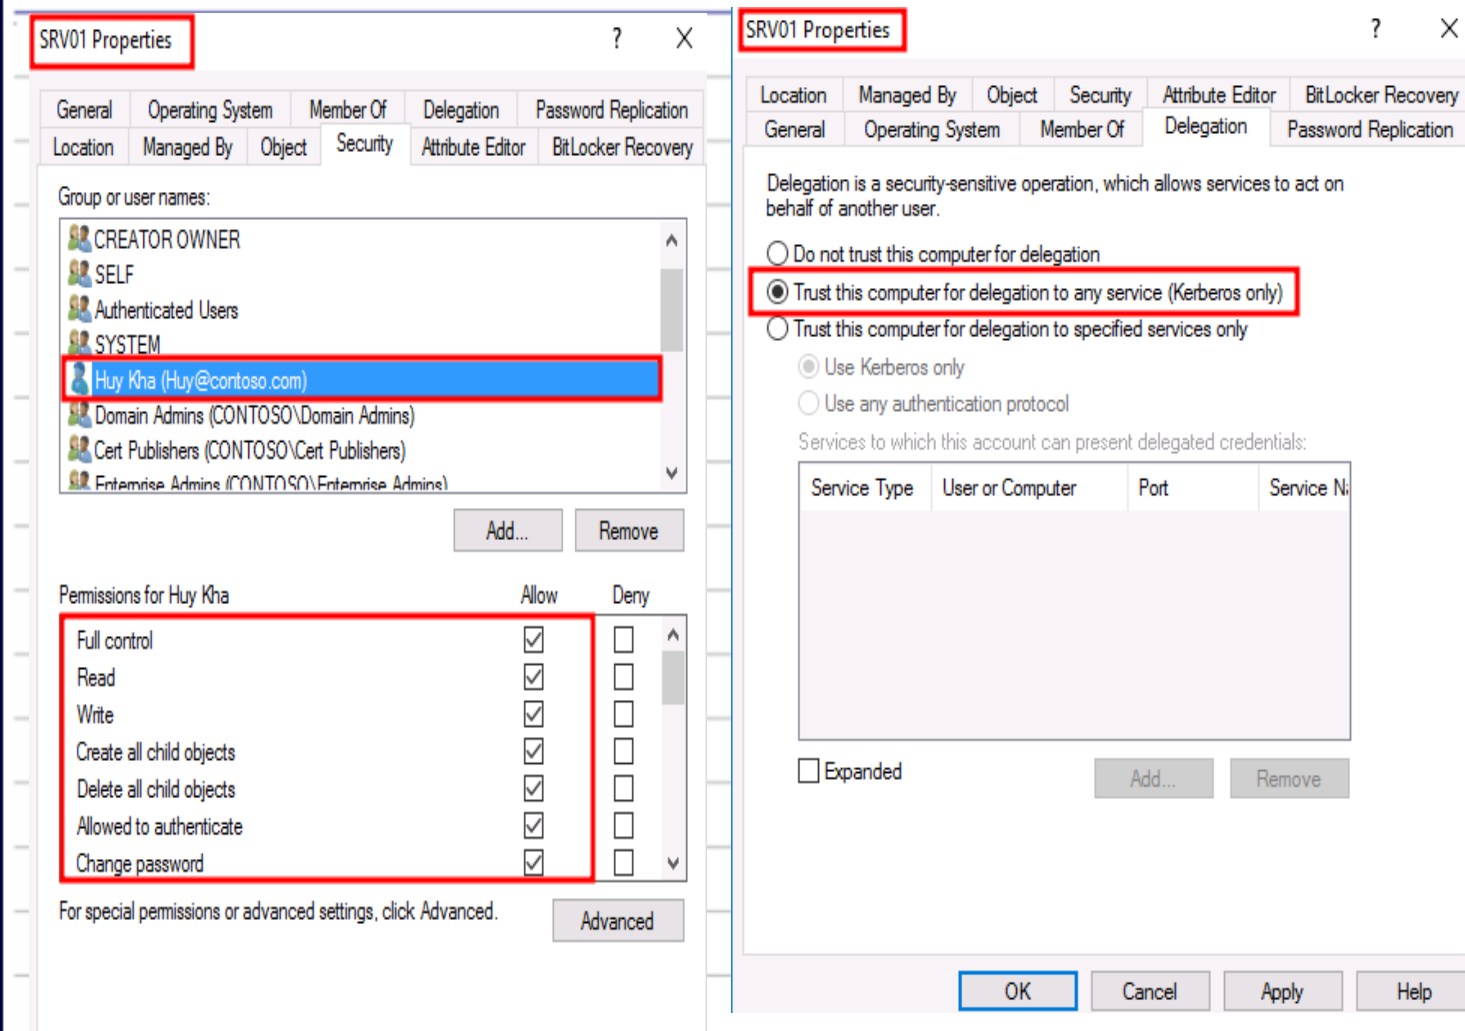 SRV01 Properties
? X
General Operating System Member Of Delegation Password Replication
Location Managed By Object Security Attribute Editor BitLocker Recovery
Group or user names:
CREATOR OWNER
SELF
Authenticated Users
SYSTEM
Huy Kha (Huy@contoso.com)
Domain Admins (CONTOSO\Domain Admins)
Cert Publishers (CONTOSO\Cert Publishers)
Enterprise Admins (CONTOSO\Enterprise Admins)
Add... Remove
Permissions for Huy Kha Allow Deny
Full control
Read
Write
Create all child objects
Delete all child objects
Allowed to authenticate
Change password
For special permissions or advanced settings, click Advanced.
Advanced
SRV01 Properties
? X
Location Managed By Object Security Attribute Editor BitLocker Recovery
General Operating System Member Of Delegation Password Replication
Delegation is a security-sensitive operation, which allows services to act on
behalf of another user.
Do not trust this computer for delegation
Trust this computer for delegation to any service (Kerberos only)
Trust this computer for delegation to specified services only
Use Kerberos only
Use any authentication protocol
Services to which this account can present delegated credentials:
Service Type User or Computer Port Service Na
Expanded Add... Remove
OK Cancel Apply Help